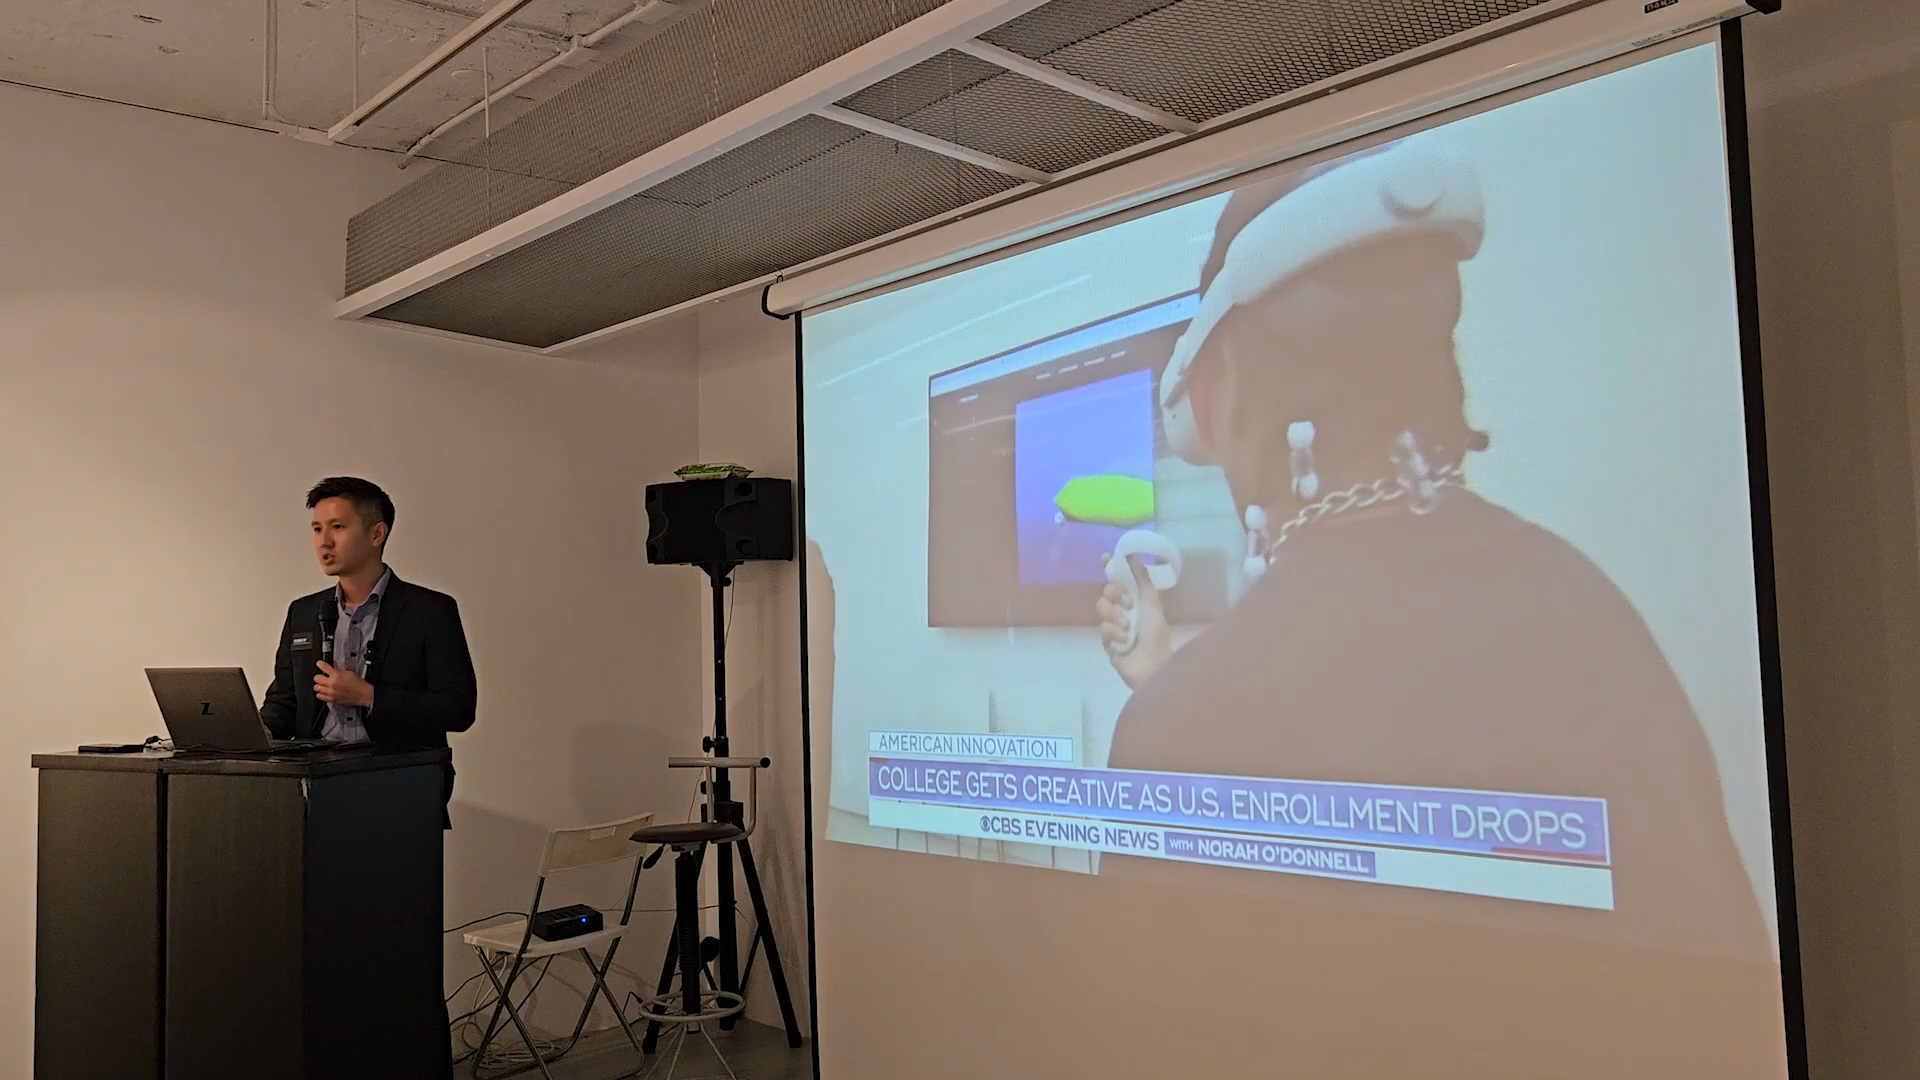 AMERICAN INNOVATION
COLLEGE GETS CREATIVE AS U.S. ENROLLMENT DROPS
CBS EVENING NEWS WITH NORAH O'DONNELL